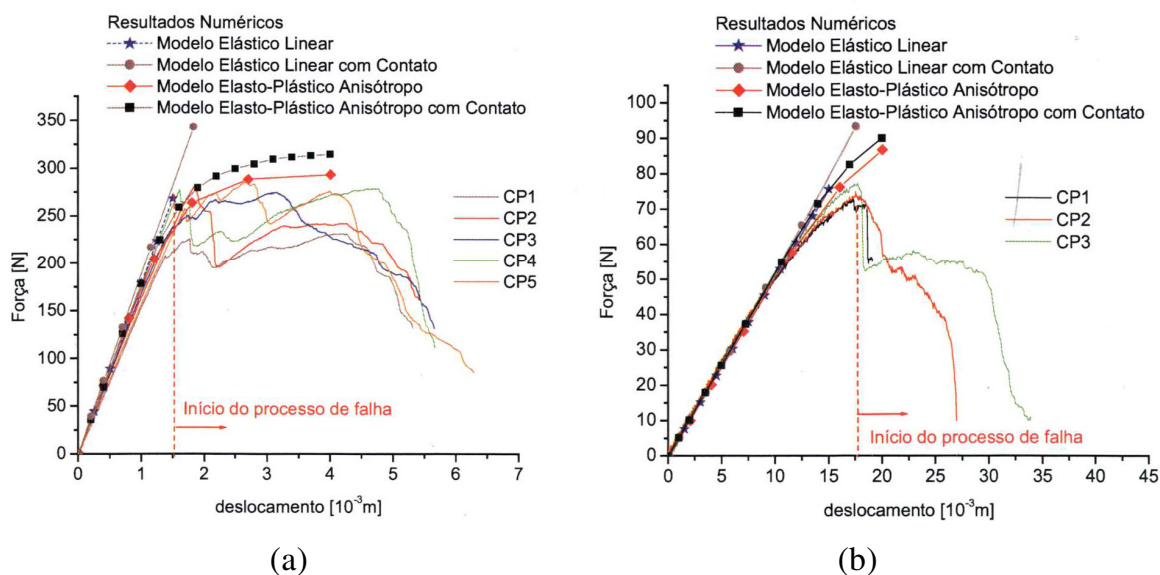 Resultados Numéricos
Modelo Elástico Linear
Modelo Elástico Linear com Contato
Modelo Elasto-Plástico Anisótropo
Modelo Elasto-Plástico Anisótropo com Contato
350
300
250
200
150
100
50
0
Força [N]
CP1
CP2
CP3
CP4
CP5
Início do processo de falha
0 1 2 3 4 5 6 7
deslocamento [10⁻³m]
(a)
Resultados Numéricos
Modelo Elástico Linear
Modelo Elástico Linear com Contato
Modelo Elasto-Plástico Anisótropo
Modelo Elasto-Plástico Anisótropo com Contato
100
90
80
70
60
50
40
30
20
10
0
Força [N]
CP1
CP2
CP3
Início do processo de falha
0 5 10 15 20 25 30 35 40 45
deslocamento [10⁻³m]
(b)